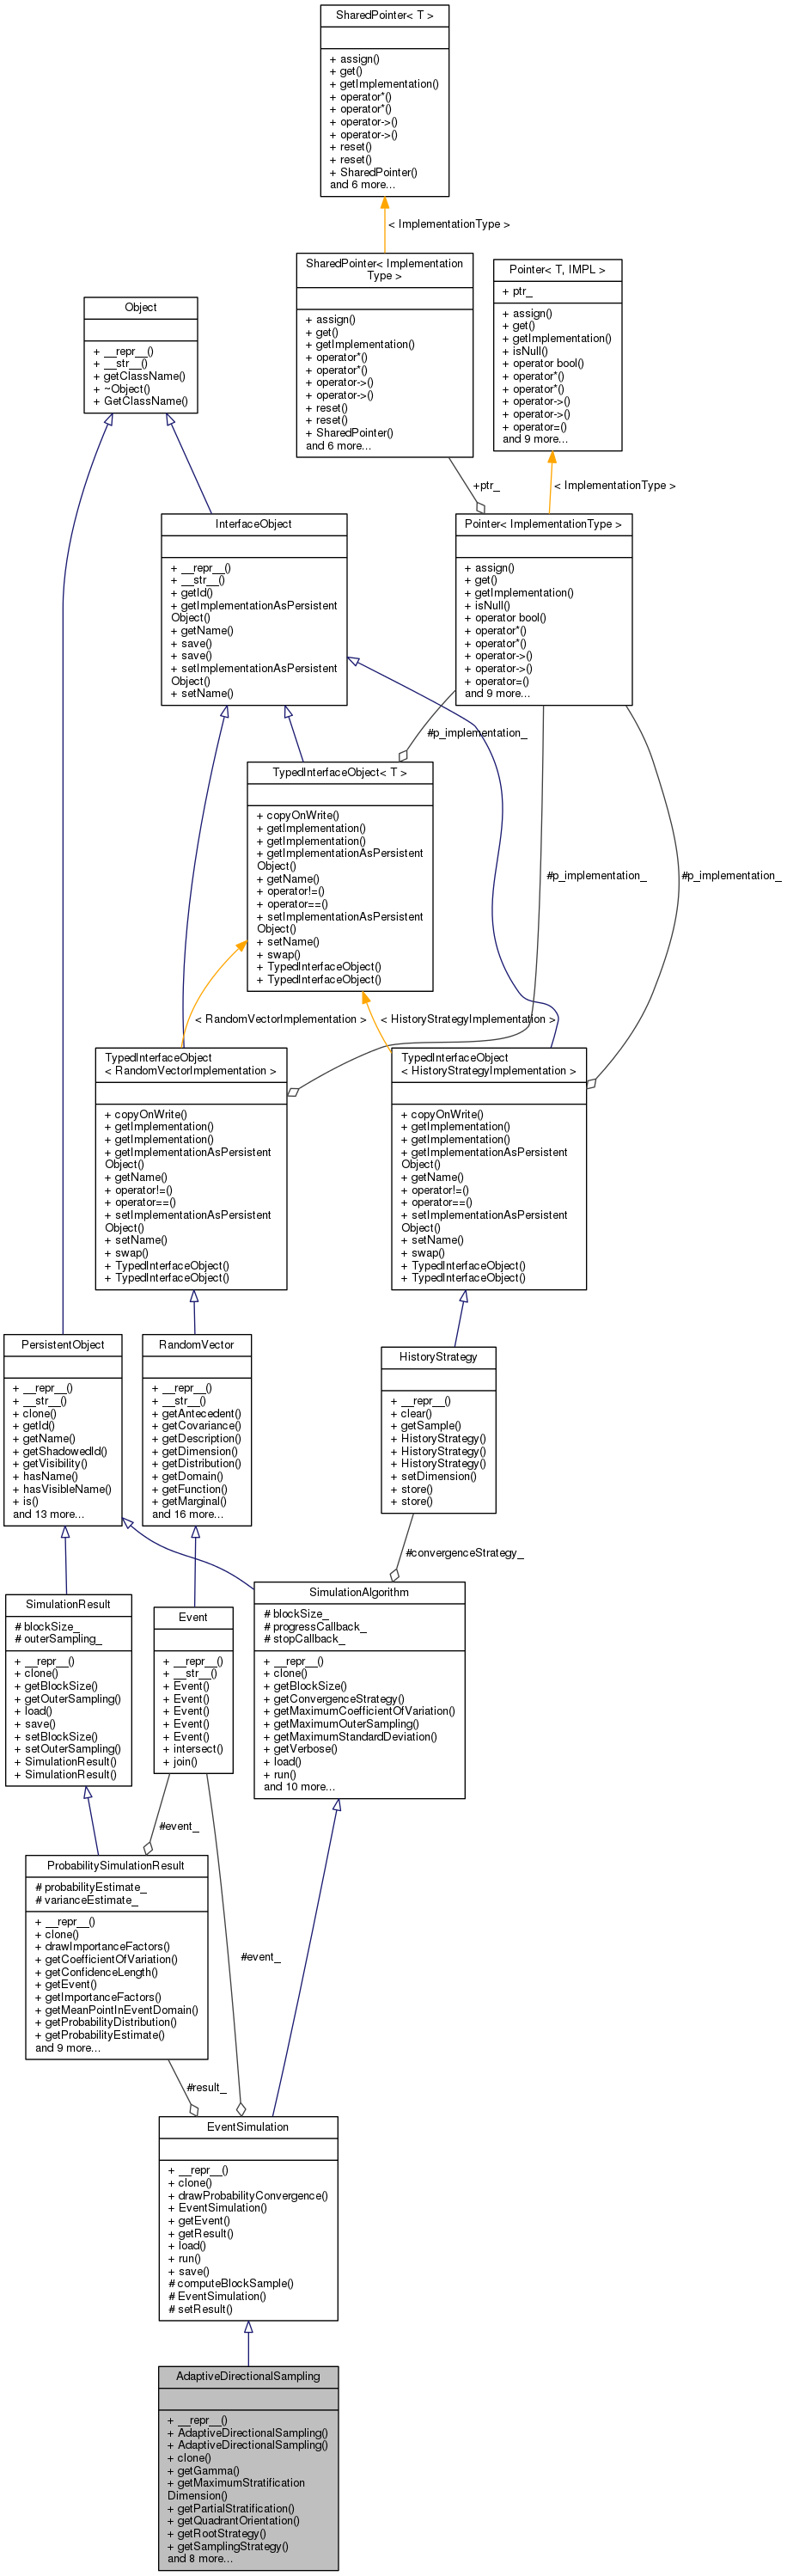 SharedPointer< T >
+ assign()
+ get()
+ getImplementation()
+ operator*()
+ operator*()
+ operator->()
+ operator->()
+ reset()
+ reset()
+ SharedPointer()
and 6 more...
< ImplementationType >
SharedPointer< Implementation
Type >
+ assign()
+ get()
+ getImplementation()
+ operator*()
+ operator*()
+ operator->()
+ operator->()
+ reset()
+ reset()
+ SharedPointer()
and 6 more...
Pointer< T, IMPL >
+ ptr_
+ assign()
+ get()
+ getImplementation()
+ isNull()
+ operator bool()
+ operator*()
+ operator*()
+ operator->()
+ operator->()
+ operator=()
and 9 more...
Object
+ __repr__()
+ __str__()
+ getClassName()
+ ~Object()
+ GetClassName()
+ptr_
< ImplementationType >
InterfaceObject
+ __repr__()
+ __str__()
+ getId()
+ getImplementationAsPersistent
Object()
+ getName()
+ save()
+ save()
+ setImplementationAsPersistent
Object()
+ setName()
Pointer< ImplementationType >
+ assign()
+ get()
+ getImplementation()
+ isNull()
+ operator bool()
+ operator*()
+ operator*()
+ operator->()
+ operator->()
+ operator=()
and 9 more...
#p_implementation_
TypedInterfaceObject< T >
+ copyOnWrite()
+ getImplementation()
+ getImplementation()
+ getImplementationAsPersistent
Object()
+ getName()
+ operator!=()
+ operator==()
+ setImplementationAsPersistent
Object()
+ setName()
+ swap()
+ TypedInterfaceObject()
+ TypedInterfaceObject()
#p_implementation_
#p_implementation_
< RandomVectorImplementation >
< HistoryStrategyImplementation >
TypedInterfaceObject
< RandomVectorImplementation >
+ copyOnWrite()
+ getImplementation()
+ getImplementation()
+ getImplementationAsPersistent
Object()
+ getName()
+ operator!=()
+ operator==()
+ setImplementationAsPersistent
Object()
+ setName()
+ swap()
+ TypedInterfaceObject()
+ TypedInterfaceObject()
TypedInterfaceObject
< HistoryStrategyImplementation >
+ copyOnWrite()
+ getImplementation()
+ getImplementation()
+ getImplementationAsPersistent
Object()
+ getName()
+ operator!=()
+ operator==()
+ setImplementationAsPersistent
Object()
+ setName()
+ swap()
+ TypedInterfaceObject()
+ TypedInterfaceObject()
PersistentObject
+ __repr__()
+ __str__()
+ clone()
+ getId()
+ getName()
+ getShadowedId()
+ getVisibility()
+ hasName()
+ hasVisibleName()
+ is()
and 13 more...
RandomVector
+ __repr__()
+ __str__()
+ getAntecedent()
+ getCovariance()
+ getDescription()
+ getDimension()
+ getDistribution()
+ getDomain()
+ getFunction()
+ getMarginal()
and 16 more...
HistoryStrategy
+ __repr__()
+ clear()
+ getSample()
+ HistoryStrategy()
+ HistoryStrategy()
+ HistoryStrategy()
+ setDimension()
+ store()
+ store()
#convergenceStrategy_
SimulationResult
# blockSize_
# outerSampling_
+ __repr__()
+ clone()
+ getBlockSize()
+ getOuterSampling()
+ load()
+ save()
+ setBlockSize()
+ setOuterSampling()
+ SimulationResult()
+ SimulationResult()
Event
+ __repr__()
+ __str__()
+ Event()
+ Event()
+ Event()
+ Event()
+ Event()
+ intersect()
+ join()
SimulationAlgorithm
# blockSize_
# progressCallback_
# stopCallback_
+ __repr__()
+ clone()
+ getBlockSize()
+ getConvergenceStrategy()
+ getMaximumCoefficientOfVariation()
+ getMaximumOuterSampling()
+ getMaximumStandardDeviation()
+ getVerbose()
+ load()
+ run()
and 10 more...
#event_
ProbabilitySimulationResult
# probabilityEstimate_
# varianceEstimate_
+ __repr__()
+ clone()
+ drawImportanceFactors()
+ getCoefficientOfVariation()
+ getConfidenceLength()
+ getEvent()
+ getImportanceFactors()
+ getMeanPointInEventDomain()
+ getProbabilityDistribution()
+ getProbabilityEstimate()
and 9 more...
#event_
#result_
EventSimulation
+ __repr__()
+ clone()
+ drawProbabilityConvergence()
+ EventSimulation()
+ getEvent()
+ getResult()
+ load()
+ run()
+ save()
# computeBlockSample()
# EventSimulation()
# setResult()
AdaptiveDirectionalSampling
+ __repr__()
+ AdaptiveDirectionalSampling()
+ AdaptiveDirectionalSampling()
+ clone()
+ getGamma()
+ getMaximumStratification
Dimension()
+ getPartialStratification()
+ getQuadrantOrientation()
+ getRootStrategy()
+ getSamplingStrategy()
and 8 more...